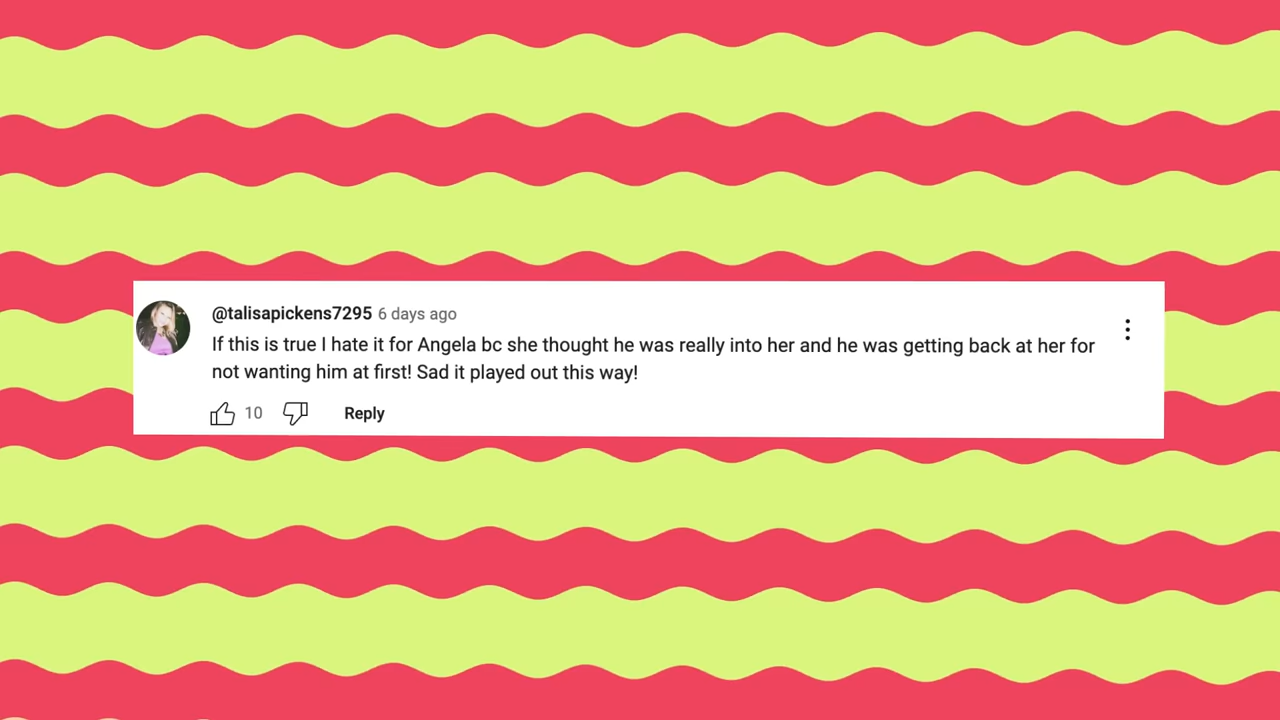 @talisapickens7295 6 days ago
If this is true I hate it for Angela bc she thought he was really into her and he was getting back at her for
not wanting him at first! Sad it played out this way!
10 Reply